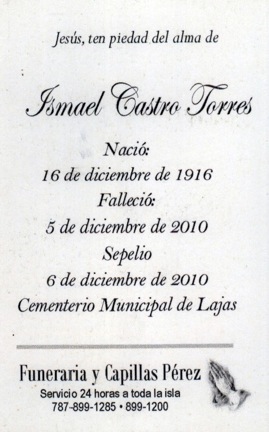 Jesús, ten piedad del alma de
Ismael Castro Torres
Nació:
16 de diciembre de 1916
Falleció:
5 de diciembre de 2010
Sepelio
6 de diciembre de 2010
Cementerio Municipal de Lajas
Funeraria y Capillas Pérez
Servicio 24 horas a toda la isla
787-899-1285 • 899-1200